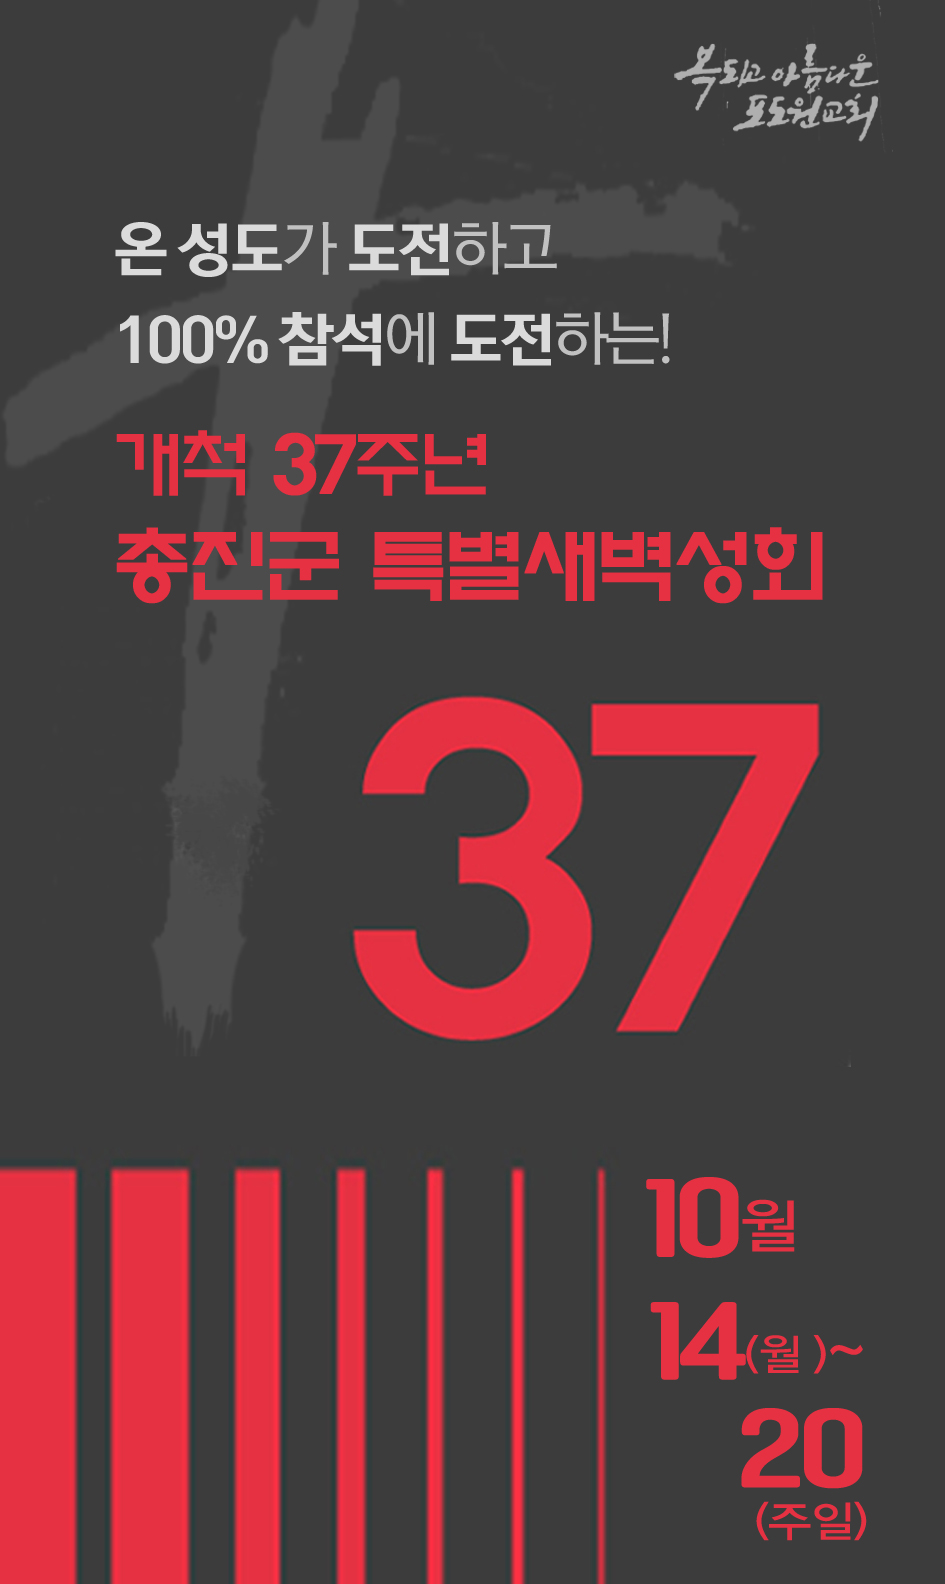 복되고 아름다운
포도원교회
온 성도가 도전하고
100% 참석에 도전하는!
개척 37주년
총진군 특별새벽성회
37
10월
14(월)~
20
(주일)